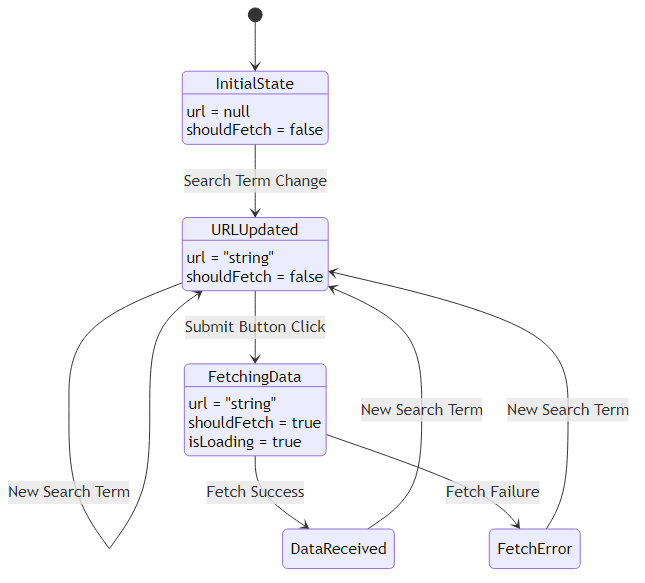 InitialState
url = null
shouldFetch = false
Search Term Change
URLUpdated
url = "string"
shouldFetch = false
Submit Button Click
FetchingData
url = "string"
shouldFetch = true
isLoading = true
New Search Term
New Search Term
New Search Term
Fetch Success
Fetch Failure
DataReceived
FetchError